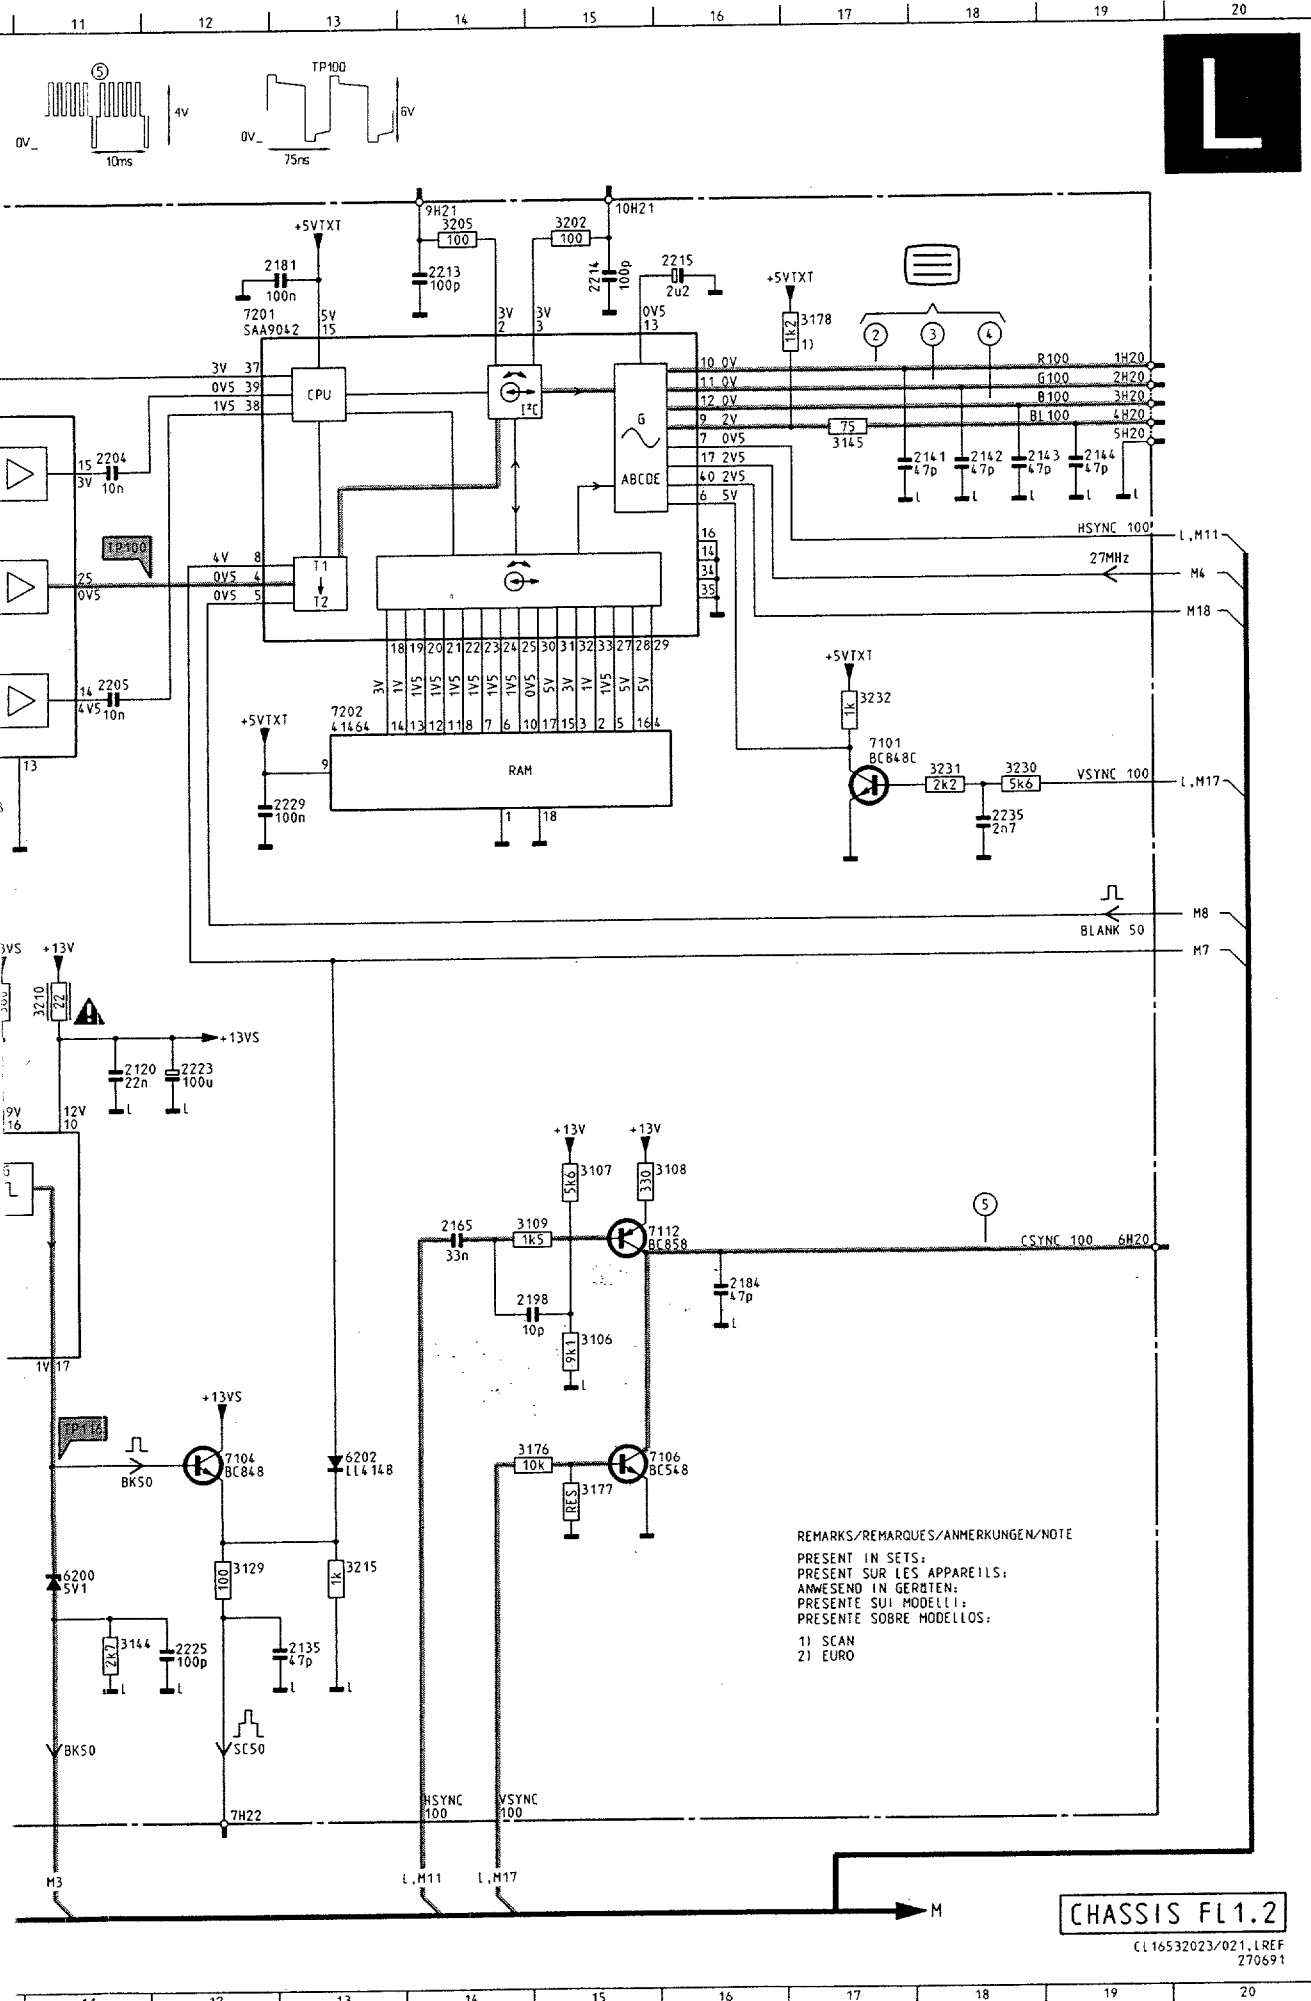 11 12 13 14 15 16 17 18 19 20
L
5
4V
0V_
10ms
TP100
6V
0V_
75ns
9H21
10H21
+5VTXT
3205
100
3202
100
2181
100n
2213
100p
2214
100p
2215
2u2
+5VTXT
3178
1k2
1)
2 3 4
7201
SAA9042
5V
15
3V
2
3V
3
0V5
13
3V 37
0V5 39
1V5 38
CPU
I²C
G
ABCDE
10 0V
11 0V
12 0V
9 2V
7 0V5
17 2V5
40 2V5
6 5V
R100 1H20
G100 2H20
B100 3H20
BL100 4H20
5H20
75
3145
2141
47p
2142
47p
2143
47p
2144
47p
L L L L L
15
3V
2204
10n
TP100
25
0V5
4V 8
0V5 4
0V5 5
T1
T2
16
14
34
35
HSYNC 100 L,M11
27MHz M4
M18
14
4V5
2205
10n
13
18 19 20 21 22 23 24 25 30 31 32 33 27 28 29
3V 1V 1V5 1V5 1V5 1V5 1V5 0V5 5V 3V 1V 1V5 5V 5V
7202
41464
14 13 12 11 8 7 6 10 17 15 3 2 5 16 4
+5VTXT
9
RAM
2229
100n
1 18
+5VTXT
3232
1k
7101
BC848C
3231
2k2
3230
5k6
VSYNC 100 L,M17
2235
2n7
M8
BLANK 50
M7
3VS
+13V
3210
22
+13VS
2120
22n
2223
100u
L L
9V
16
12V
10
G
+13V +13V
3107
5k6
3108
330
2165
33n
3109
1k5
7112
BC858
5
CSYNC 100 6H20
2184
47p
L
2198
10p
3106
9k1
L
1V 17
TP116
+13VS
BK50
7104
BC848
6202
LL4148
3176
10k
7106
BC548
RES
3177
6200
5V1
3129
100
3215
1k
3144
2k7
2225
100p
2135
47p
L L L L
BK50
SC50
REMARKS/REMARQUES/ANMERKUNGEN/NOTE
PRESENT IN SETS:
PRESENT SUR LES APPAREILS:
ANWESEND IN GERÄTEN:
PRESENTE SUI MODELLI:
PRESENTE SOBRE MODELLOS:
1) SCAN
2) EURO
7H22
HSYNC
100
VSYNC
100
M3
L,M11
L,M17
M
CHASSIS FL1.2
CL16532023/021.LREF
270691
12 13 14 15 16 17 18 19 20